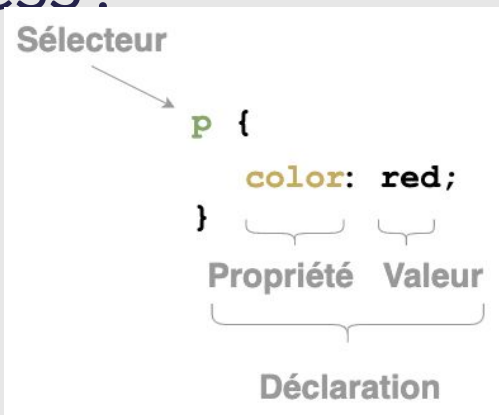 Sélecteur
p {
color: red;
}
Propriété Valeur
Déclaration